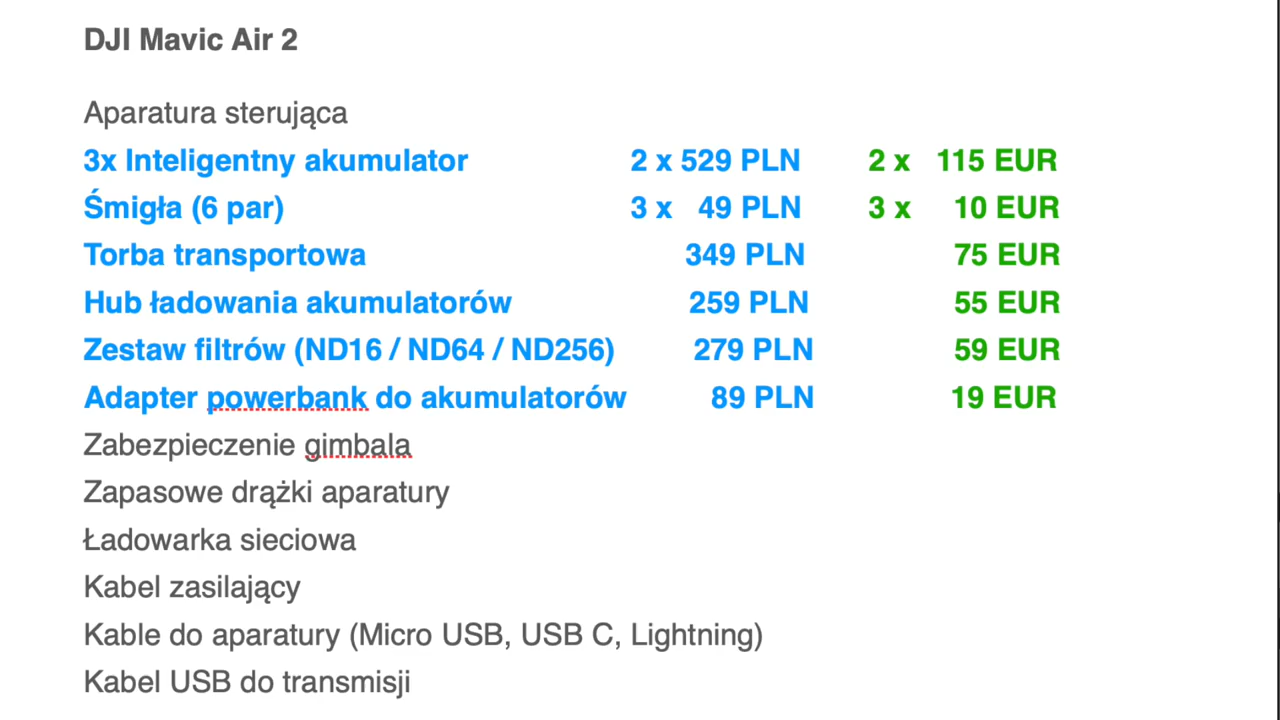 DJI Mavic Air 2
Aparatura sterująca
3x Inteligentny akumulator 2 x 529 PLN 2 x 115 EUR
Śmigła (6 par) 3 x 49 PLN 3 x 10 EUR
Torba transportowa 349 PLN 75 EUR
Hub ładowania akumulatorów 259 PLN 55 EUR
Zestaw filtrów (ND16 / ND64 / ND256) 279 PLN 59 EUR
Adapter powerbank do akumulatorów 89 PLN 19 EUR
Zabezpieczenie gimbala
Zapasowe drążki aparatury
Ładowarka sieciowa
Kabel zasilający
Kable do aparatury (Micro USB, USB C, Lightning)
Kabel USB do transmisji